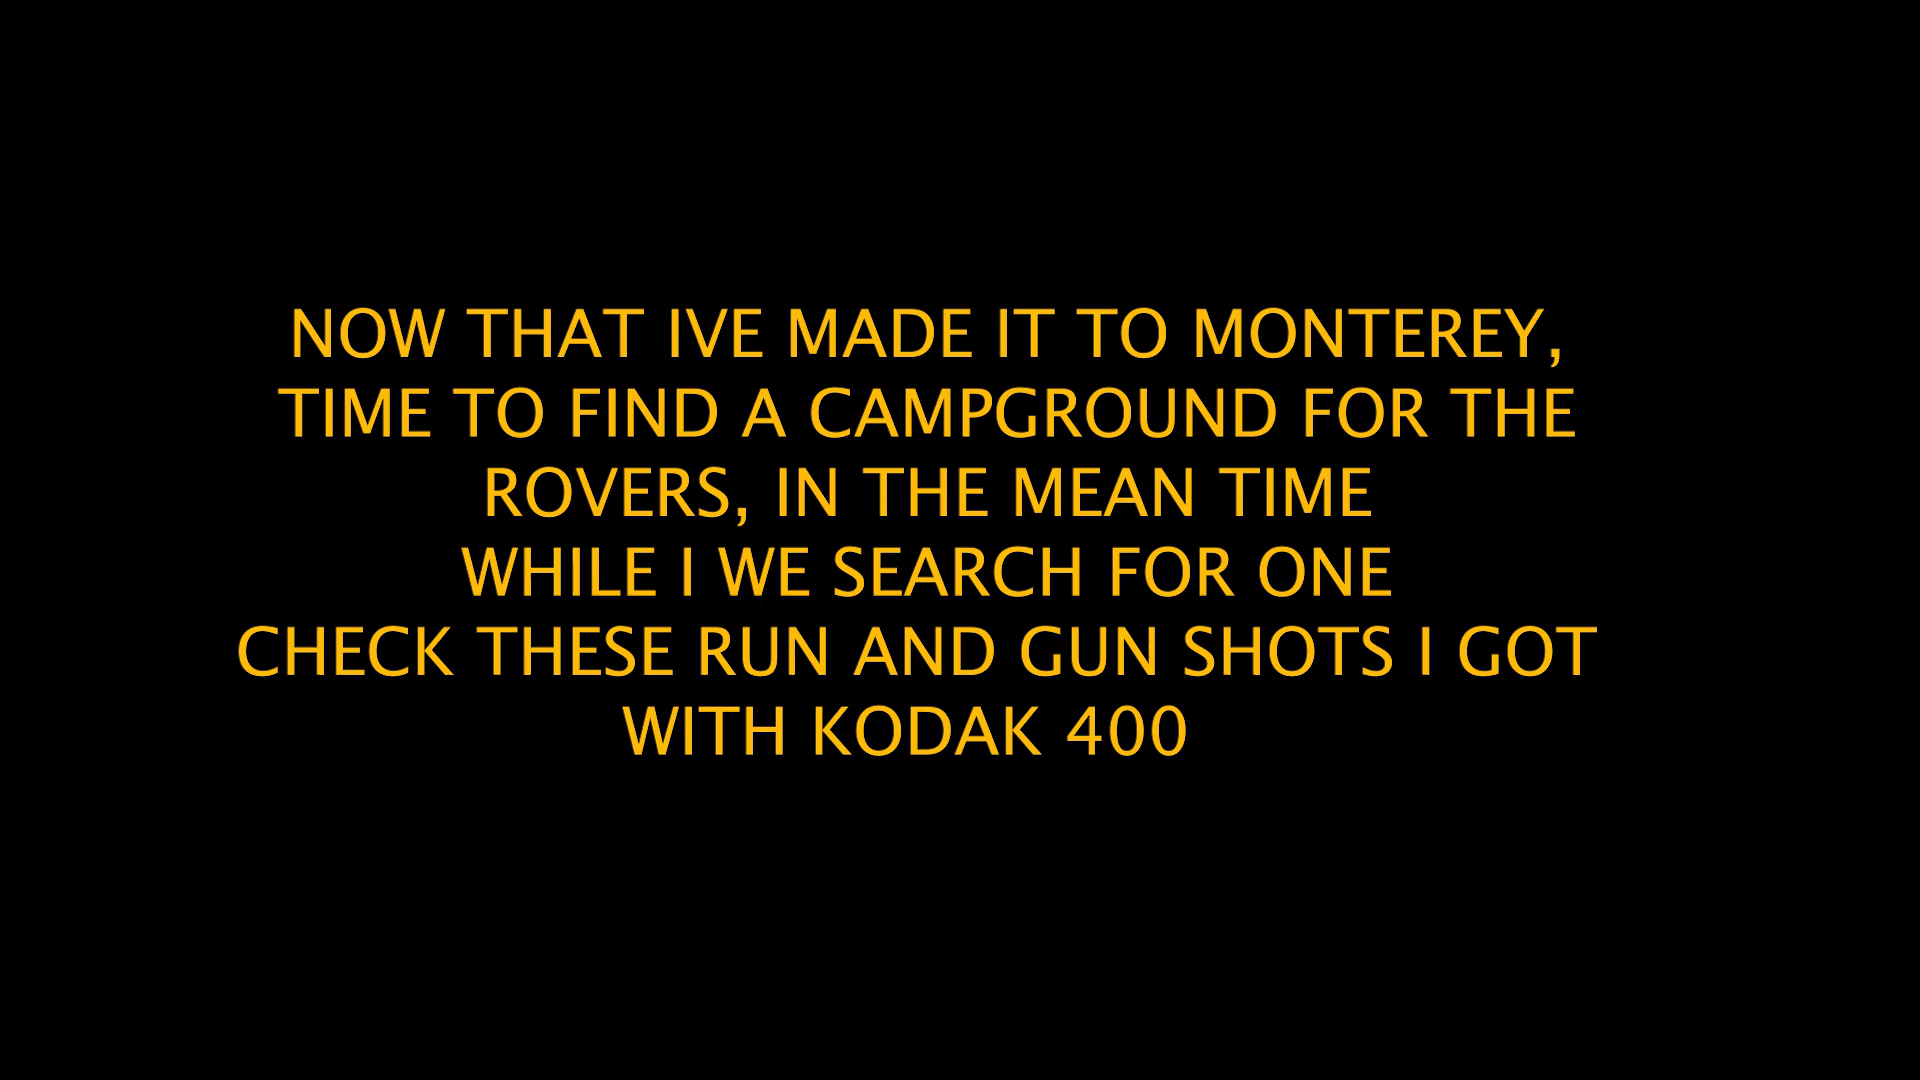 NOW THAT IVE MADE IT TO MONTEREY,
TIME TO FIND A CAMPGROUND FOR THE
ROVERS, IN THE MEAN TIME
WHILE I WE SEARCH FOR ONE
CHECK THESE RUN AND GUN SHOTS I GOT
WITH KODAK 400